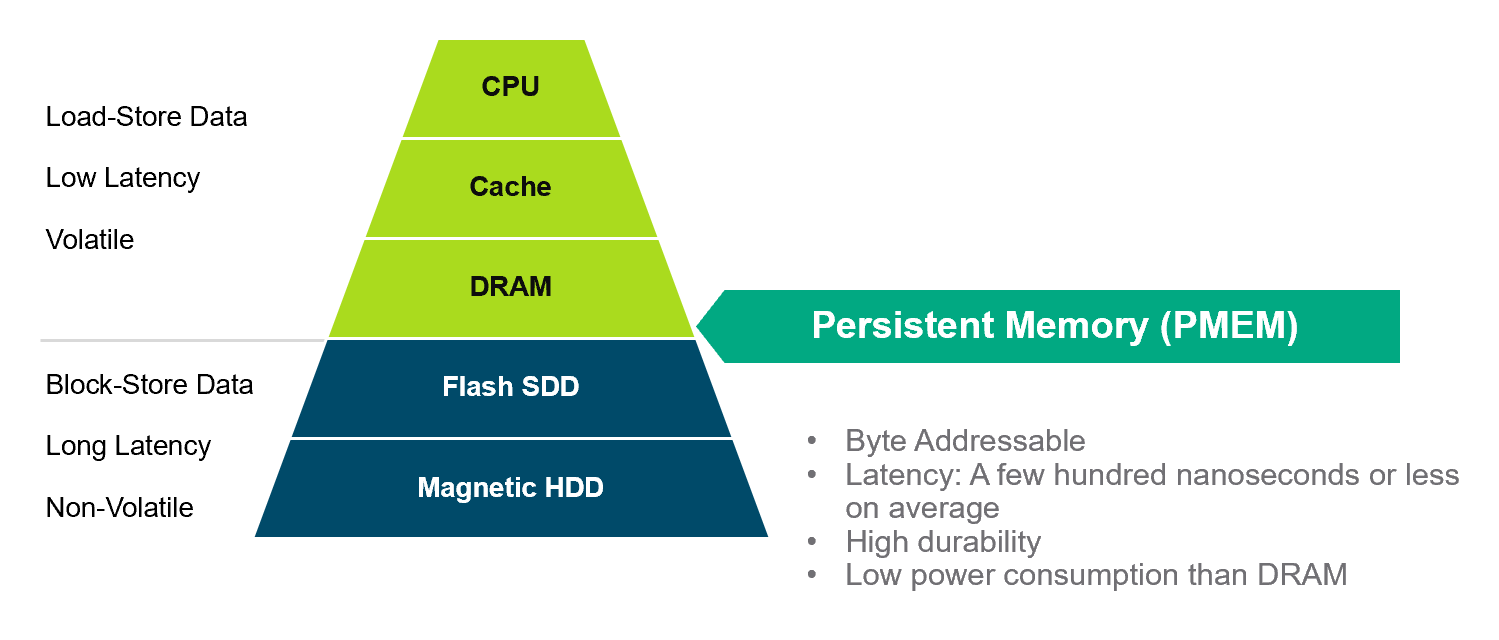 CPU
Load-Store Data
Low Latency
Cache
Volatile
DRAM
Persistent Memory (PMEM)
Block-Store Data
Flash SDD
Long Latency
Magnetic HDD
Non-Volatile
• Byte Addressable
• Latency: A few hundred nanoseconds or less
on average
• High durability
• Low power consumption than DRAM